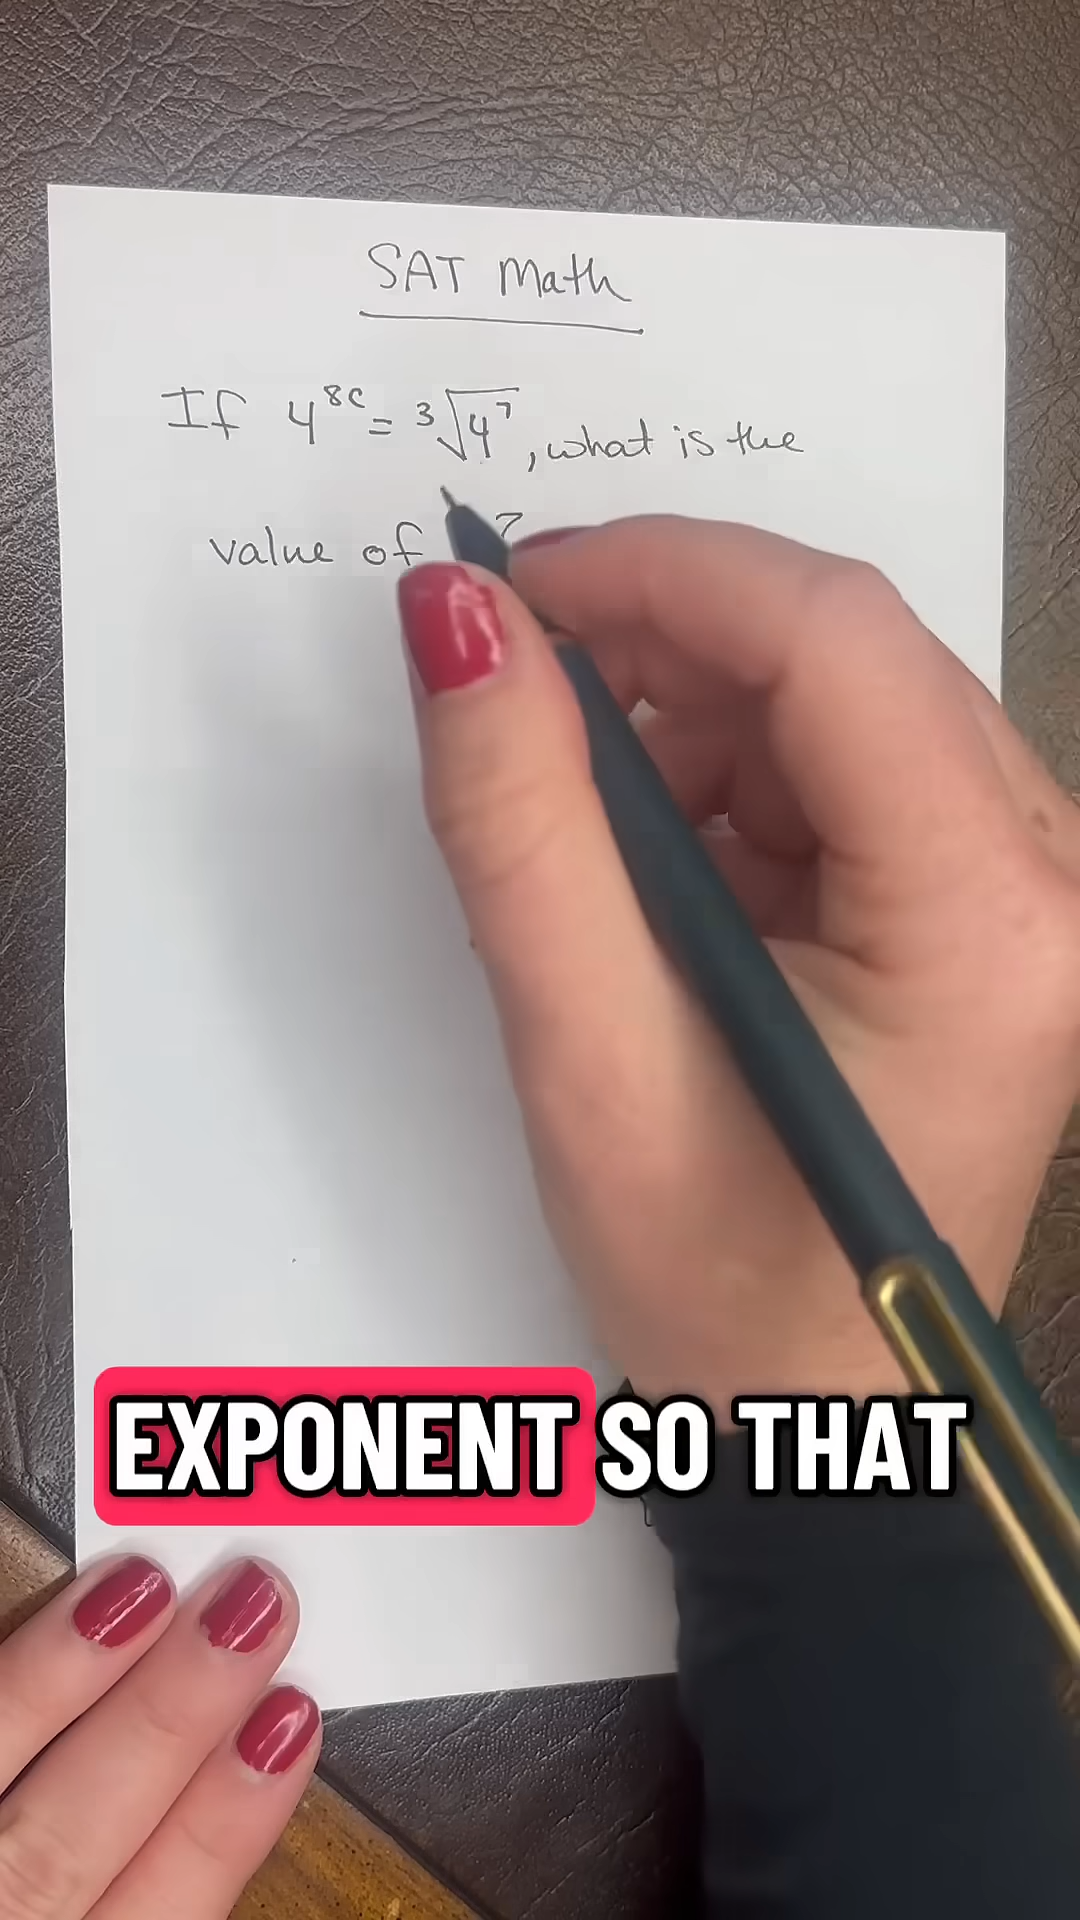 SAT Math
If 4^{8c} = ∛(4^7), what is the
value of ?
EXPONENT SO THAT